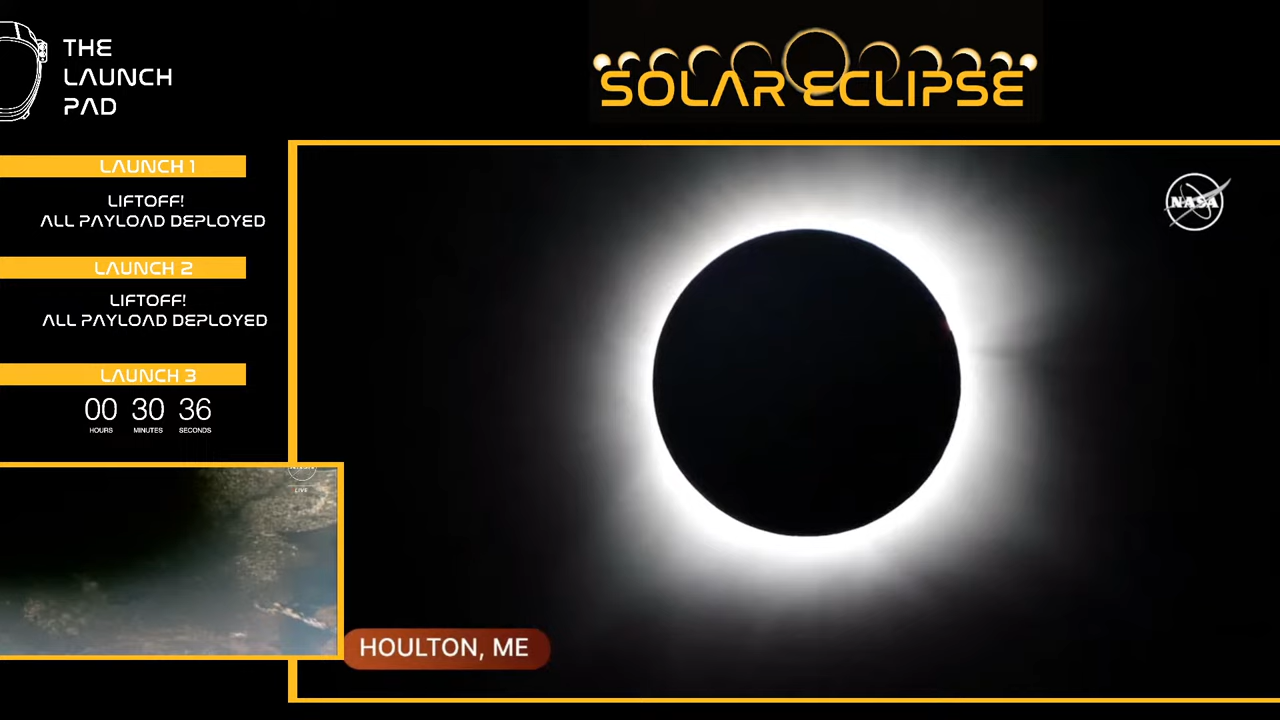 THE
LAUNCH
PAD
SOLAR ECLIPSE
LAUNCH 1
LIFTOFF!
ALL PAYLOAD DEPLOYED
LAUNCH 2
LIFTOFF!
ALL PAYLOAD DEPLOYED
LAUNCH 3
00 30 36
HOURS MINUTES SECONDS
NASA
LIVE
HOULTON, ME